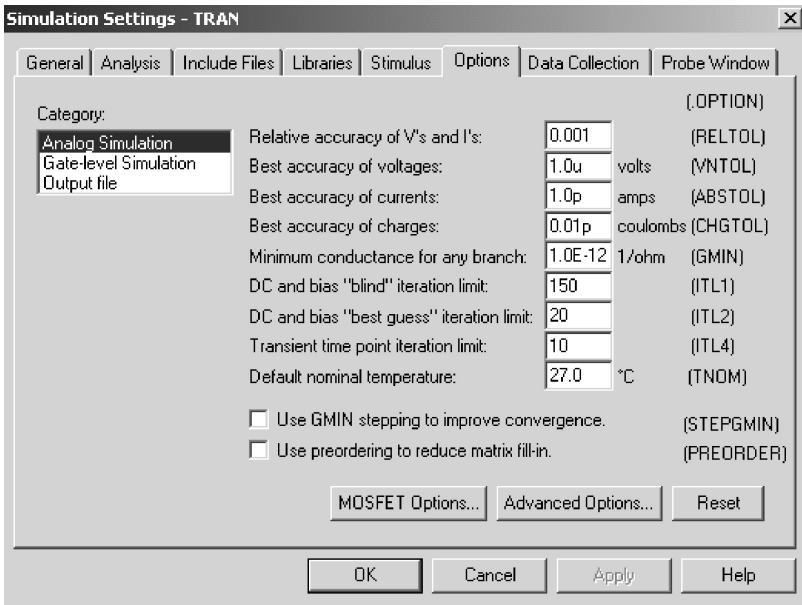 Simulation Settings - TRAN
General Analysis Include Files Libraries Stimulus Options Data Collection Probe Window
(.OPTION)
Category:
Analog Simulation
Gate-level Simulation
Output file
Relative accuracy of V's and I's: 0.001 (RELTOL)
Best accuracy of voltages: 1.0u volts (VNTOL)
Best accuracy of currents: 1.0p amps (ABSTOL)
Best accuracy of charges: 0.01p coulombs (CHGTOL)
Minimum conductance for any branch: 1.0E-12 1/ohm (GMIN)
DC and bias "blind" iteration limit: 150 (ITL1)
DC and bias "best guess" iteration limit: 20 (ITL2)
Transient time point iteration limit: 10 (ITL4)
Default nominal temperature: 27.0 °C (TNOM)
Use GMIN stepping to improve convergence. (STEPGMIN)
Use preordering to reduce matrix fill-in. (PREORDER)
MOSFET Options... Advanced Options... Reset
OK Cancel Apply Help